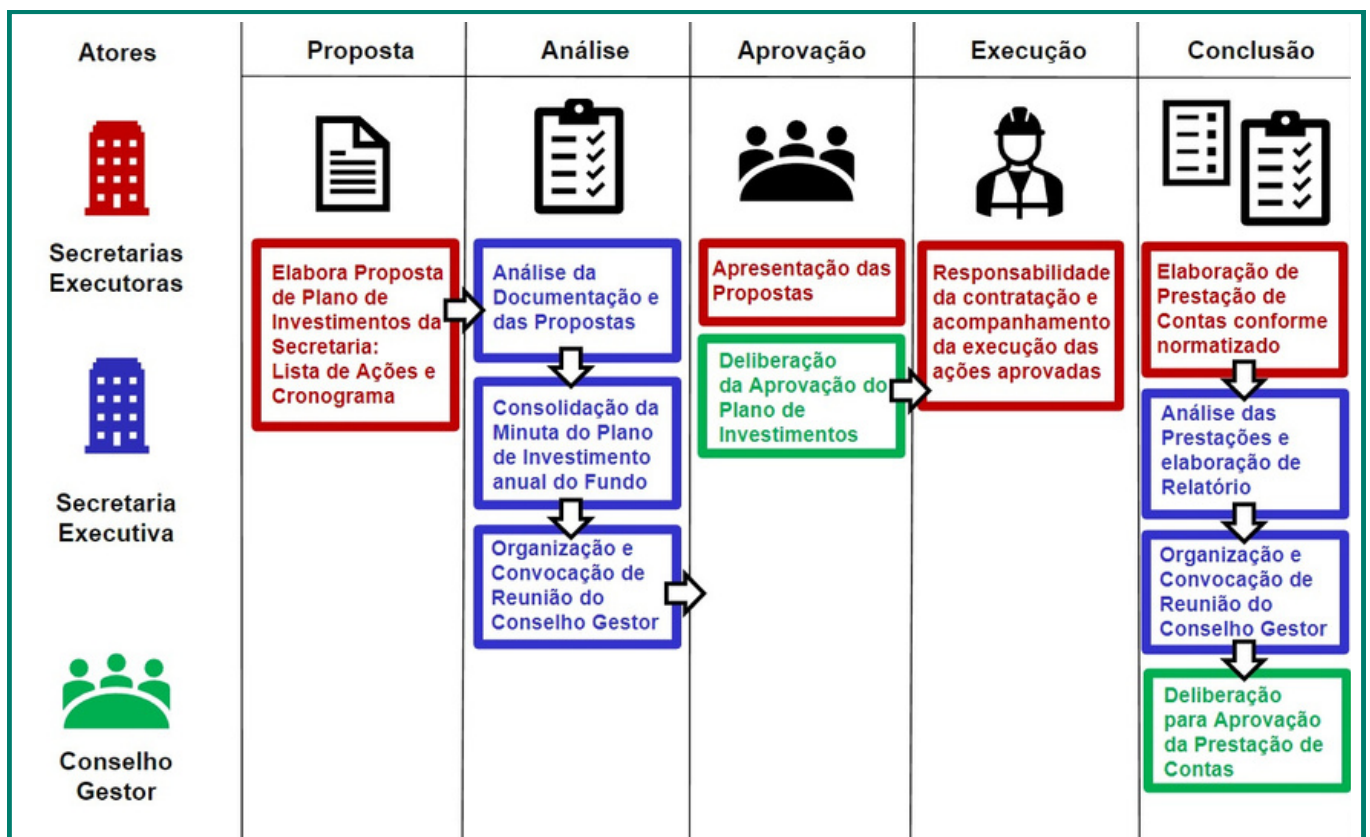 Atores
Proposta
Análise
Aprovação
Execução
Conclusão
Secretarias
Executoras
Secretaria
Executiva
Conselho
Gestor
Elabora Proposta
de Plano de
Investimentos da
Secretaria:
Lista de Ações e
Cronograma
Análise da
Documentação e
das Propostas
Consolidação da
Minuta do Plano
de Investimento
anual do Fundo
Organização e
Convocação de
Reunião do
Conselho Gestor
Apresentação das
Propostas
Deliberação
da Aprovação do
Plano de
Investimentos
Responsabilidade
da contratação e
acompanhamento
da execução das
ações aprovadas
Elaboração de
Prestação de
Contas conforme
normatizado
Análise das
Prestações e
elaboração de
Relatório
Organização e
Convocação de
Reunião do
Conselho Gestor
Deliberação
para Aprovação
da Prestação de
Contas